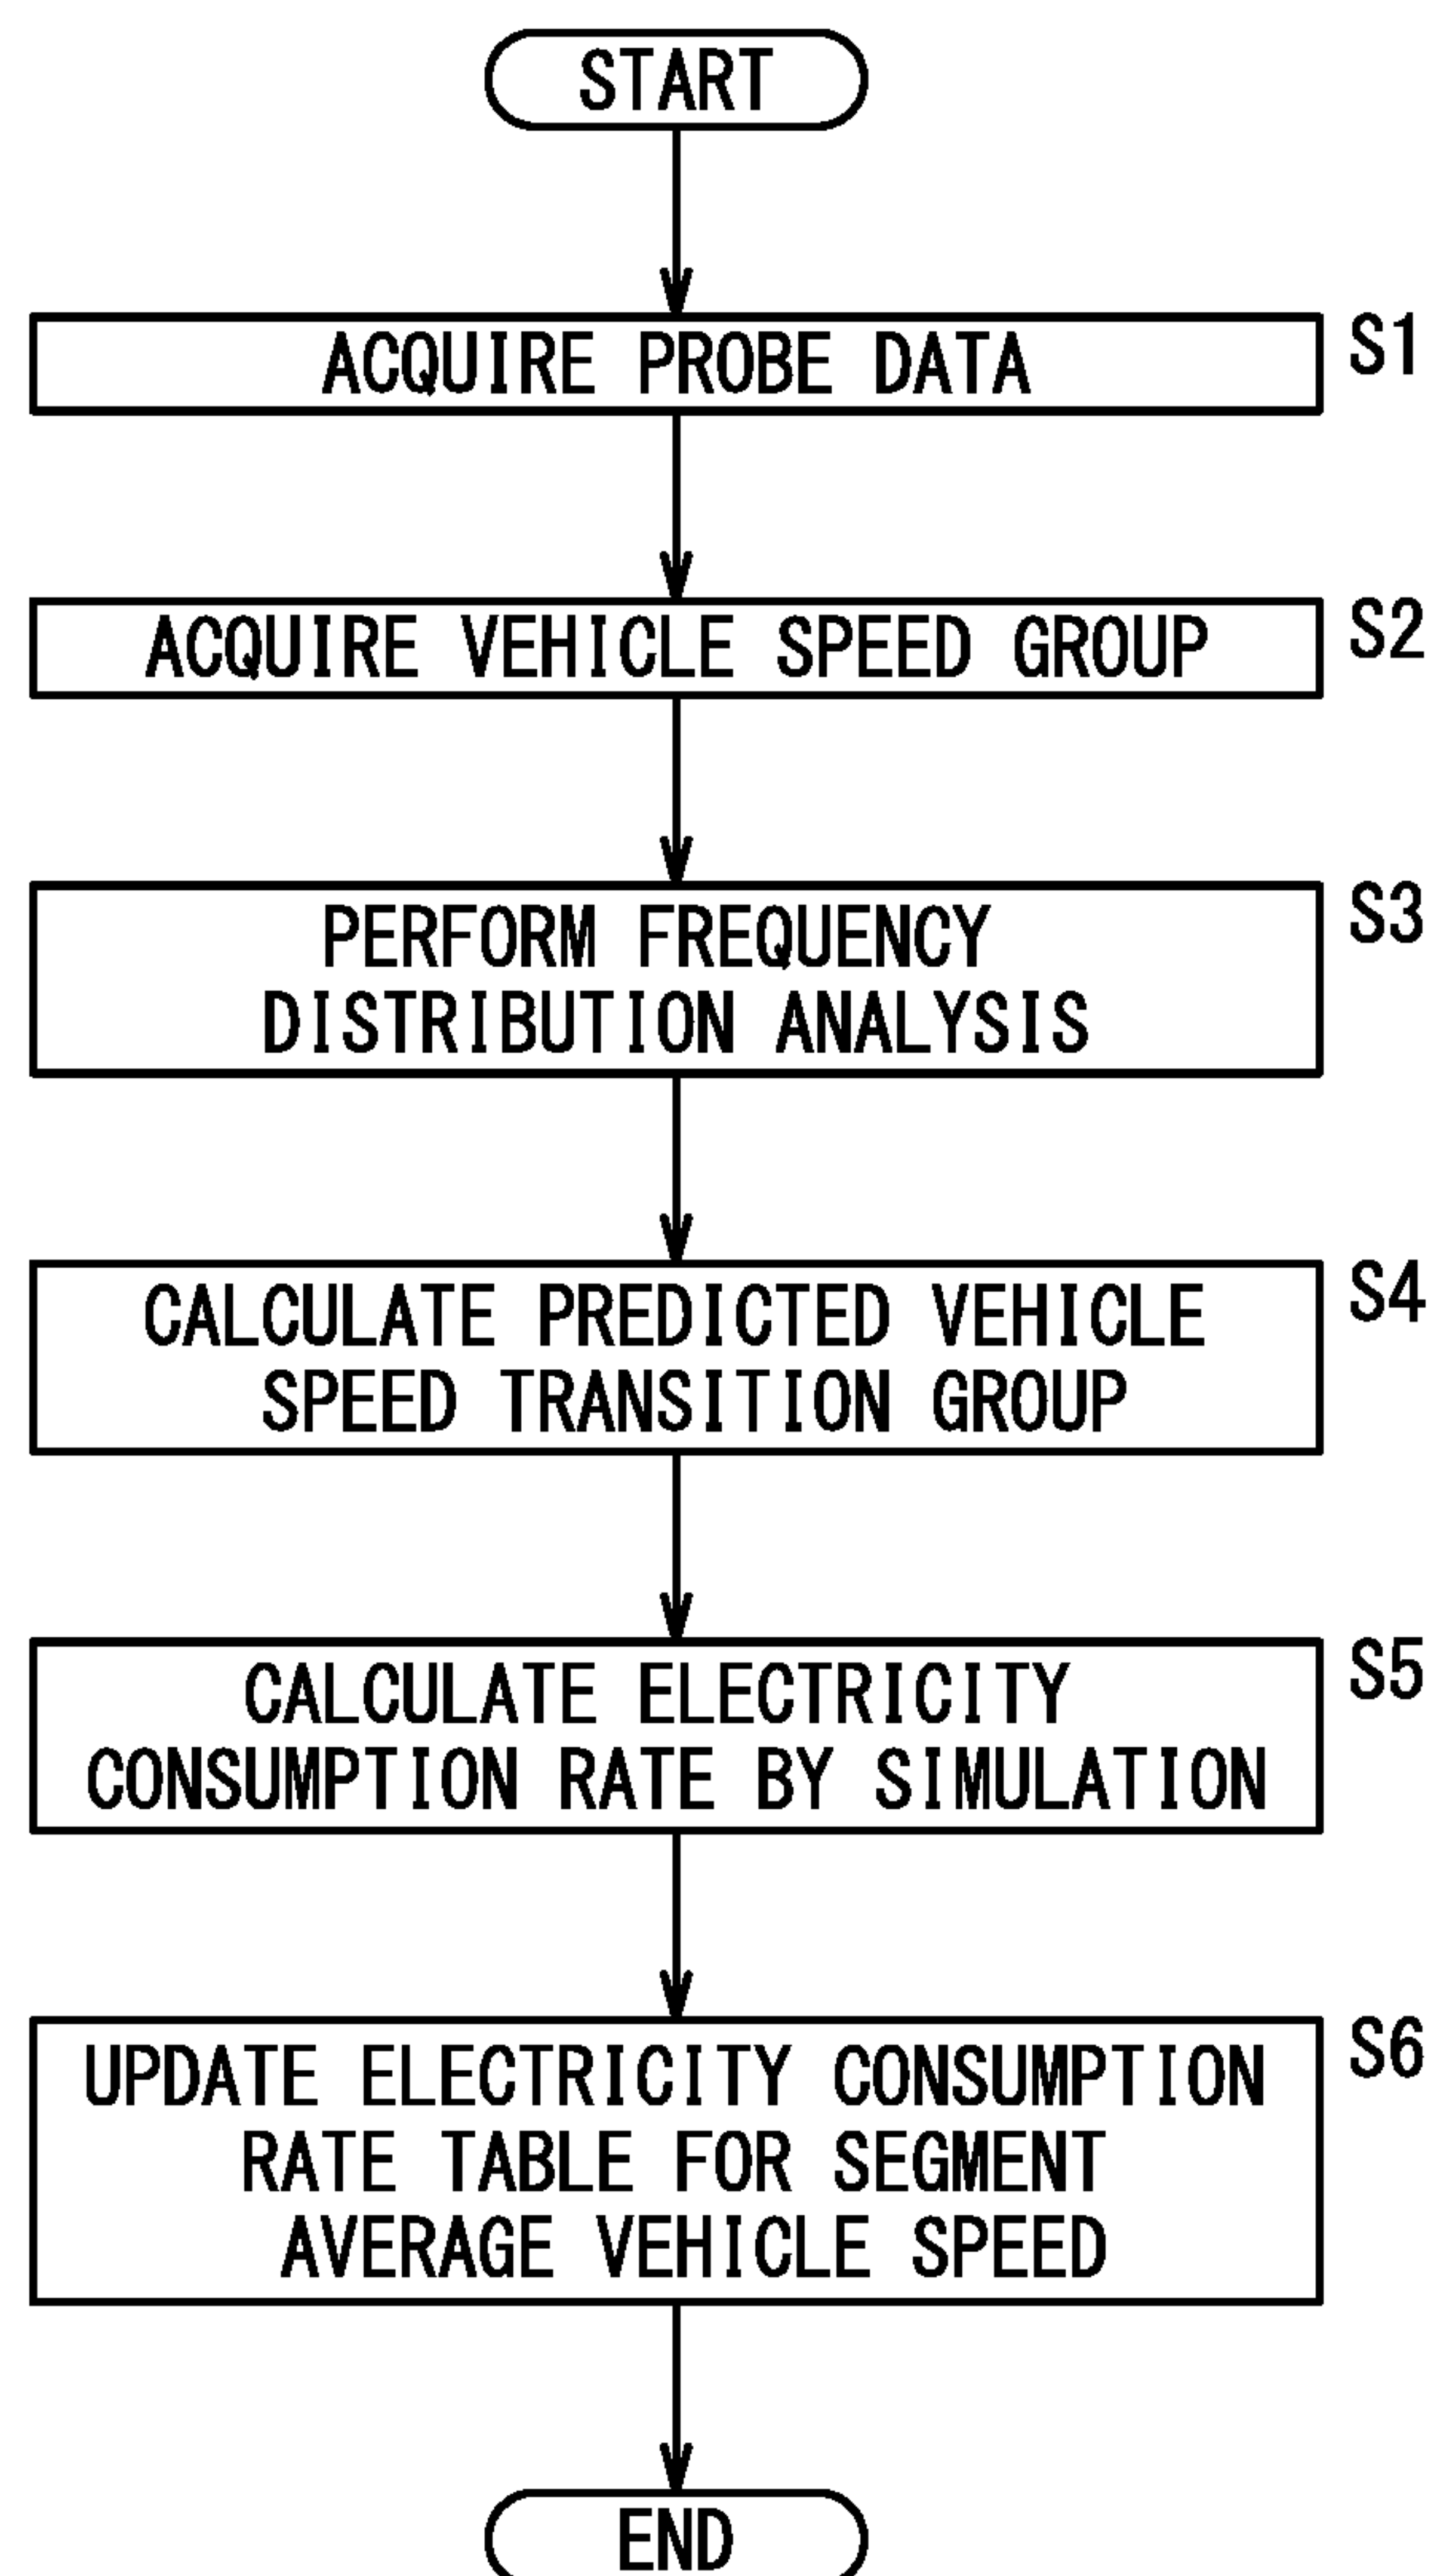 START
ACQUIRE PROBE DATA
S1
ACQUIRE VEHICLE SPEED GROUP
S2
PERFORM FREQUENCY
DISTRIBUTION ANALYSIS
S3
CALCULATE PREDICTED VEHICLE
SPEED TRANSITION GROUP
S4
CALCULATE ELECTRICITY
CONSUMPTION RATE BY SIMULATION
S5
UPDATE ELECTRICITY CONSUMPTION
RATE TABLE FOR SEGMENT
AVERAGE VEHICLE SPEED
S6
END